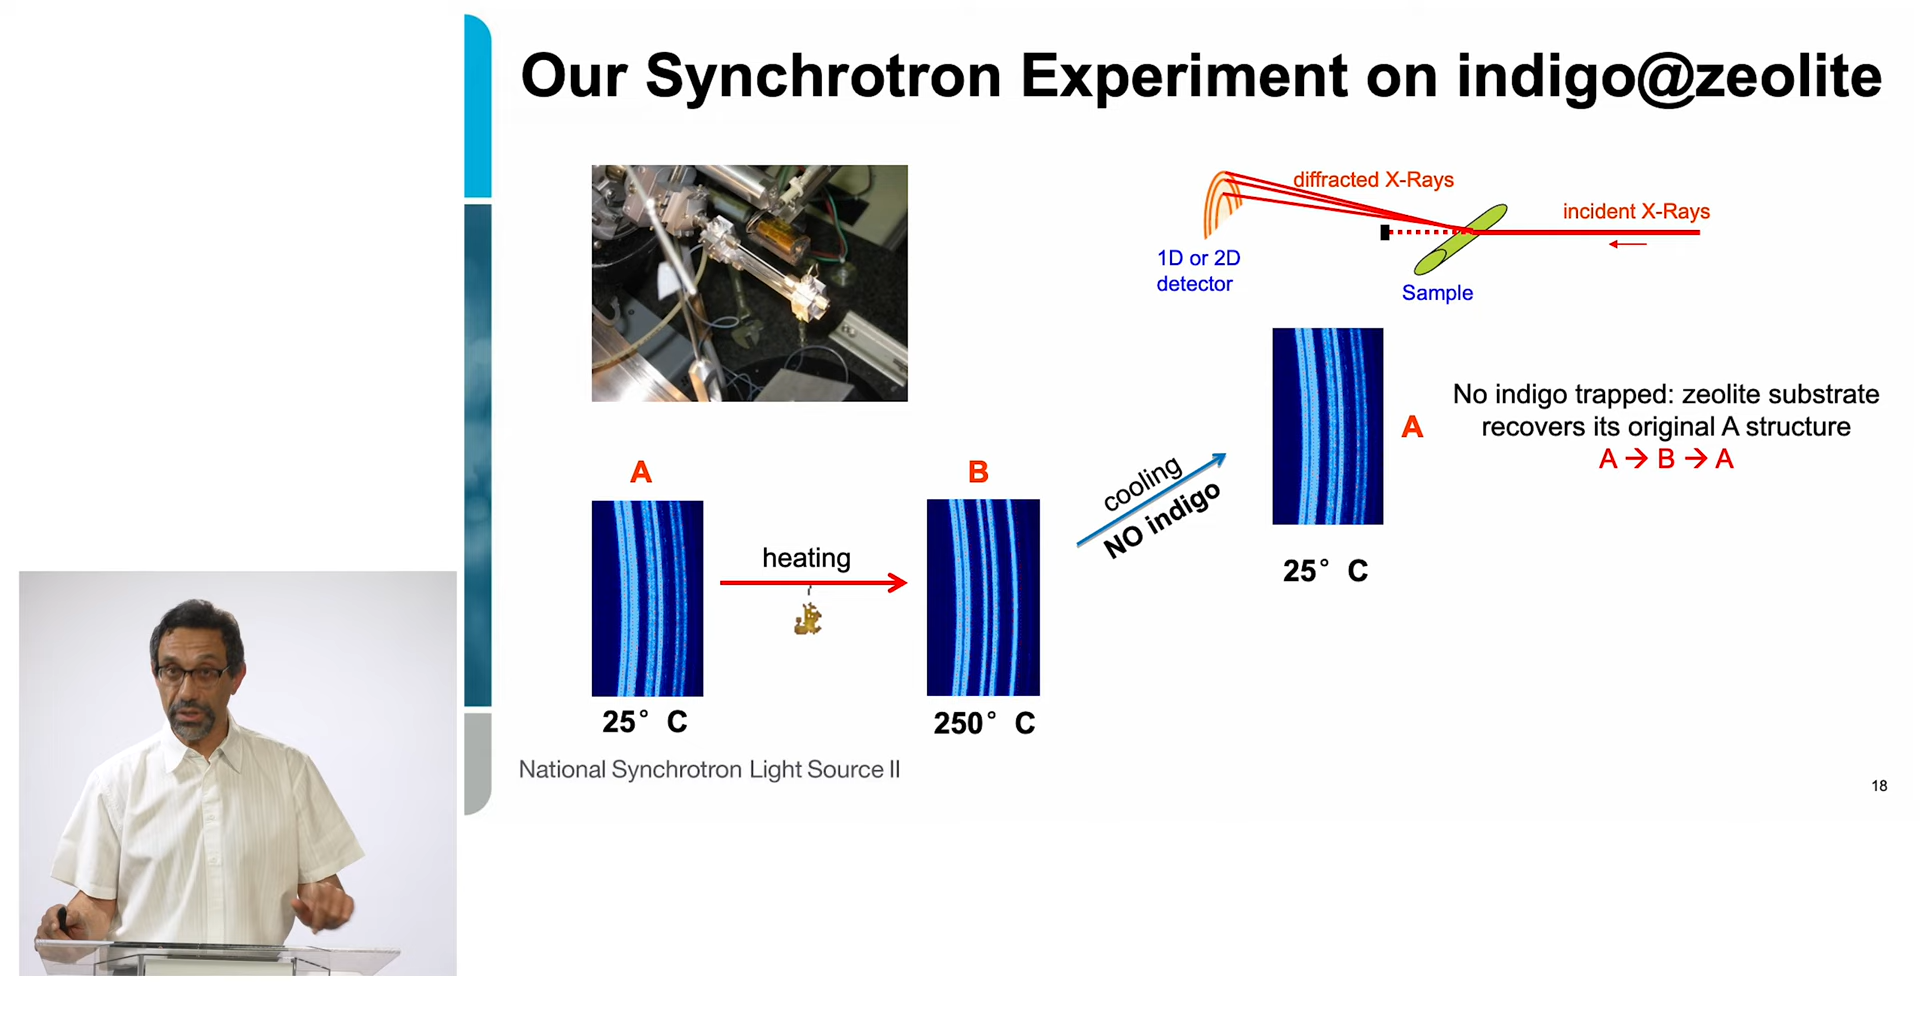 Our Synchrotron Experiment on indigo@zeolite
diffracted X-Rays
incident X-Rays
1D or 2D
detector
Sample
A
No indigo trapped: zeolite substrate
recovers its original A structure
A → B → A
A
B
cooling
NO indigo
heating
25° C
25° C
250° C
National Synchrotron Light Source II
18